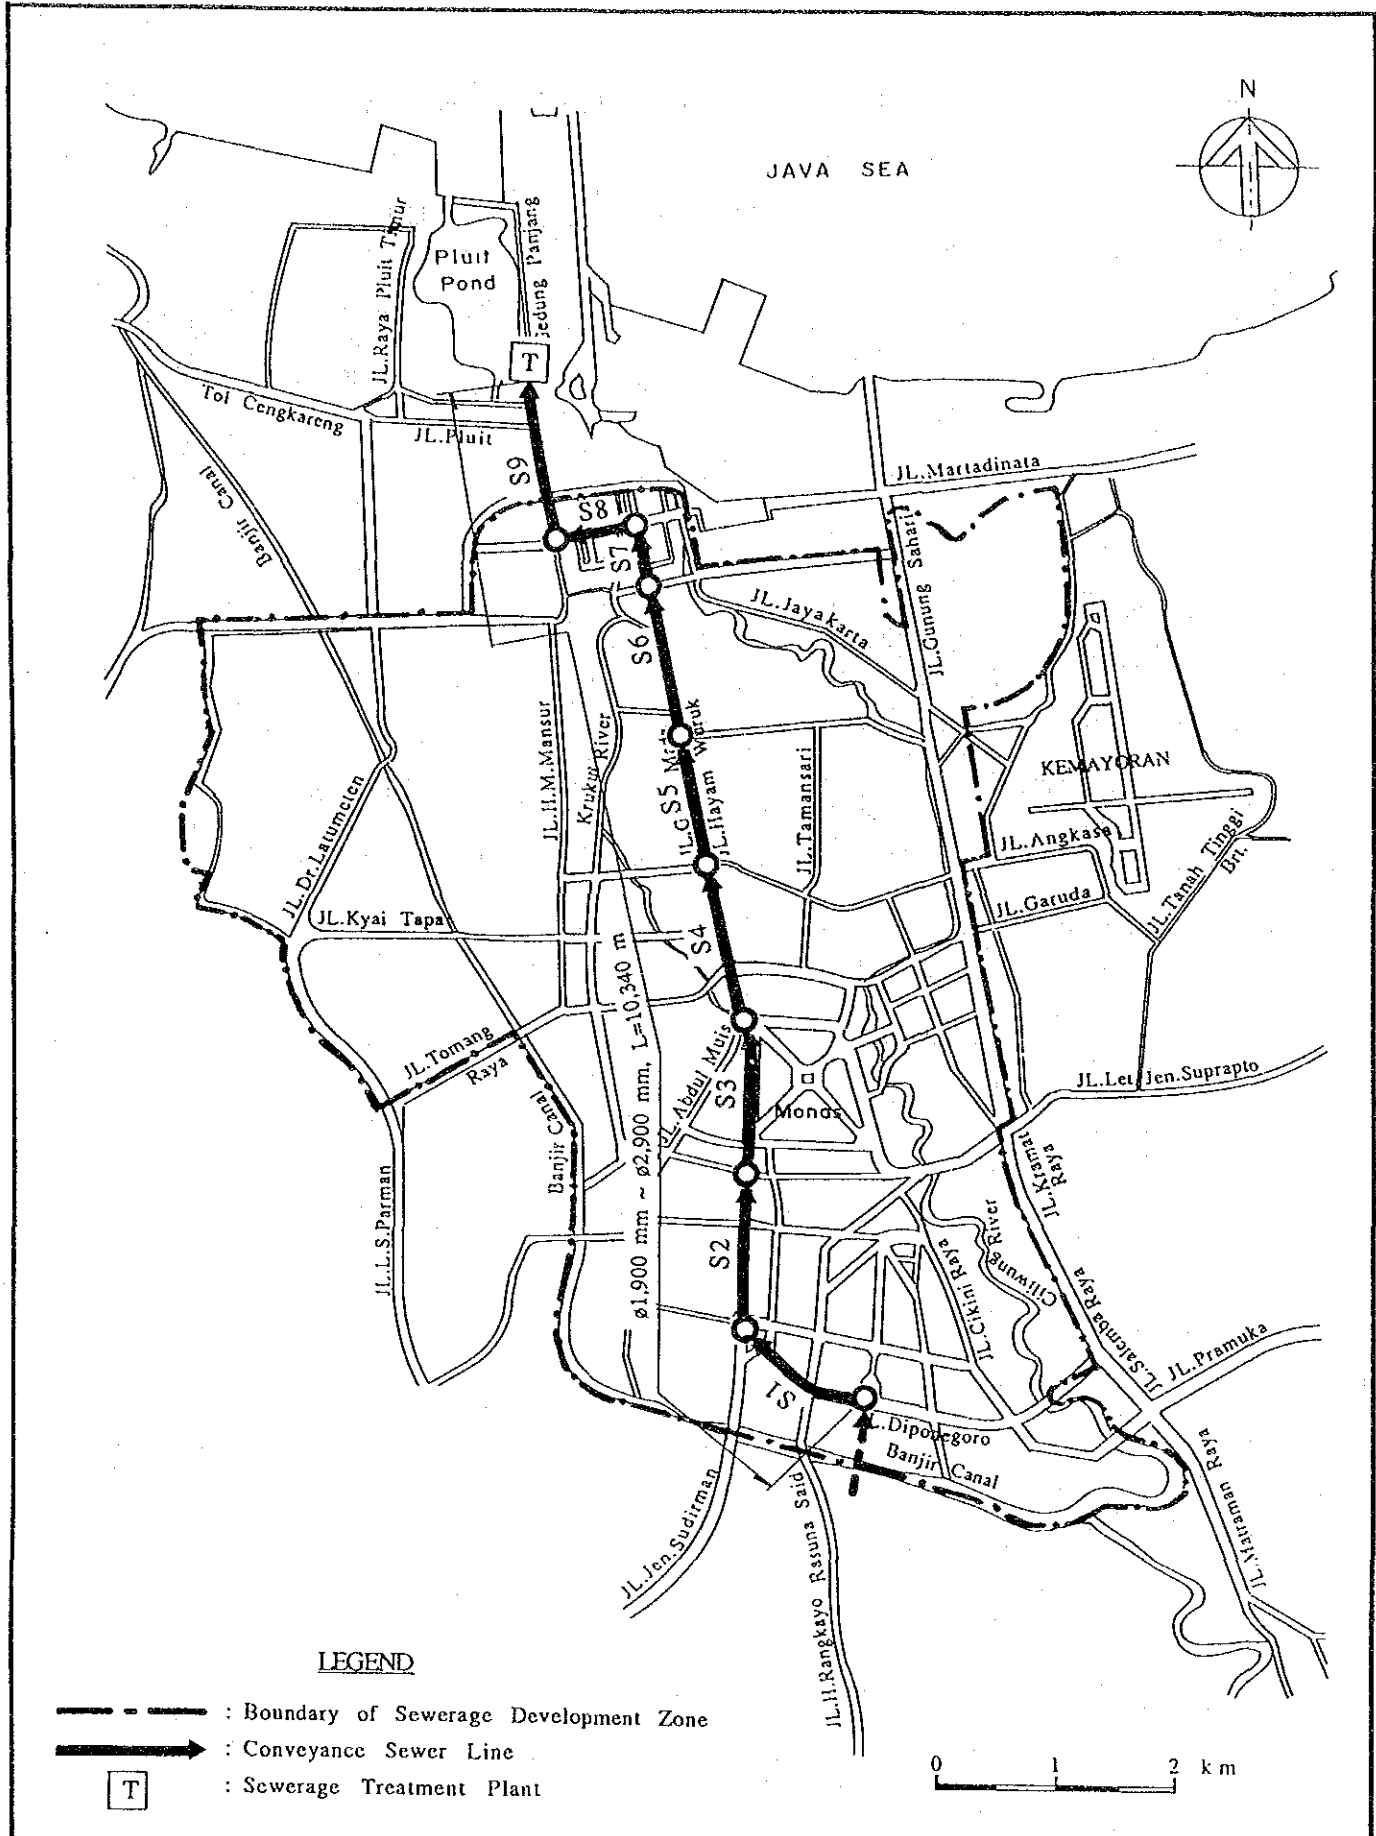 N
JAVA SEA
JL.Raya Pluit Timur
Pluit
Pond
Gedung Panjang
T
Tol Cengkareng
JL.Pluit
Banjir Canal
S9
S8
S7
JL.Martadinata
JL.Gunung Sahari
JL.Jayakarta
S6
JL.H.M.Mansur
Krukut River
JL.Hayam Wuruk
S5
JL.Tamansari
KEMAYORAN
JL.Angkasa
JL.Tanah Tinggi
Brt.
JL.Garuda
JL.Dr.Latumeten
JL.Kyai Tapa
S4
JL.Tomang
Raya
JL.Abdul Muis
S3
Monas
JL.Let.Jen.Suprapto
JL.Kramat
Raya
Banjir Canal
JL.L.S.Parman
ø1,900 mm ~ ø2,900 mm, L=10,340 m
S2
JL.Cikini Raya
Ciliwung River
JL.Salemba Raya
JL.Pramuka
S1
L.Diponegoro
Banjir Canal
JL.Matraman Raya
JL.Jen.Sudirman
JL.H.Rangkayo Rasuna Said
LEGEND
: Boundary of Sewerage Development Zone
: Conveyance Sewer Line
T : Sewerage Treatment Plant
0 1 2 km